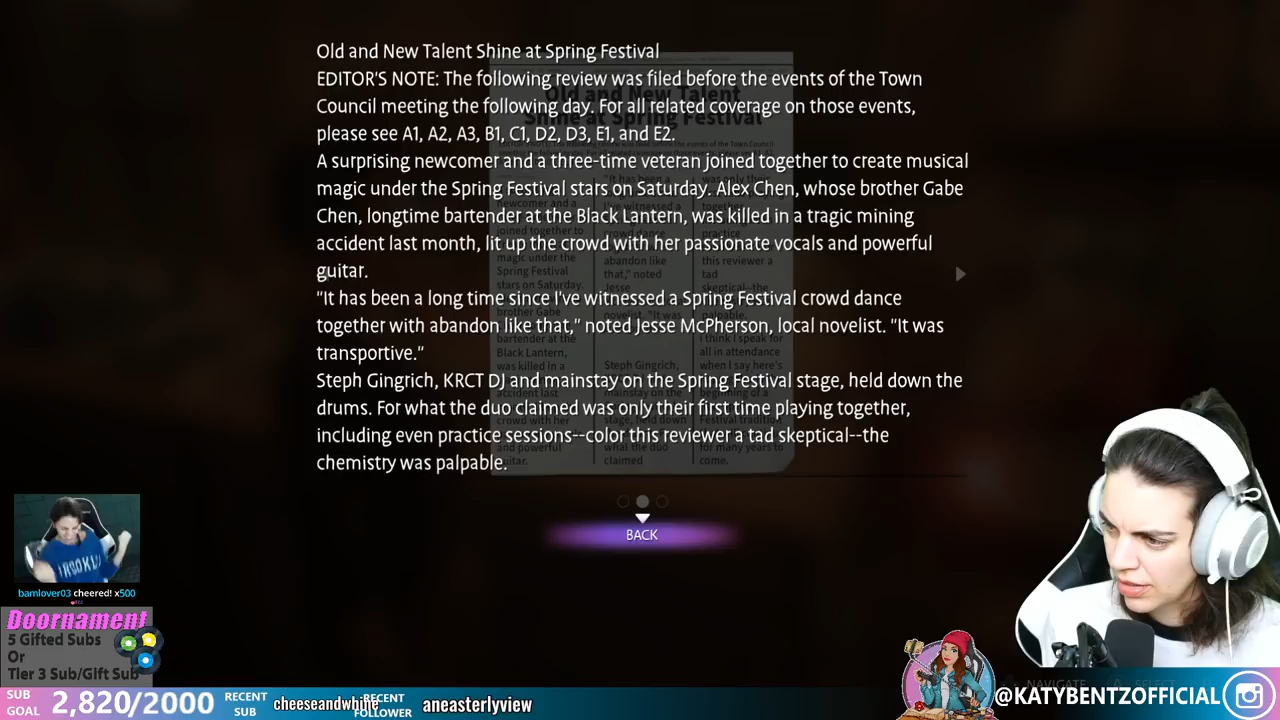 Old and New Talent Shine at Spring Festival
EDITOR'S NOTE: The following review was filed before the events of the Town
Council meeting the following day. For all related coverage on those events,
please see A1, A2, A3, B1, C1, D2, D3, E1, and E2.
A surprising newcomer and a three-time veteran joined together to create musical
magic under the Spring Festival stars on Saturday. Alex Chen, whose brother Gabe
Chen, longtime bartender at the Black Lantern, was killed in a tragic mining
accident last month, lit up the crowd with her passionate vocals and powerful
guitar.
"It has been a long time since I've witnessed a Spring Festival crowd dance
together with abandon like that," noted Jesse McPherson, local novelist. "It was
transportive."
Steph Gingrich, KRCT DJ and mainstay on the Spring Festival stage, held down the
drums. For what the duo claimed was only their first time playing together,
including even practice sessions--color this reviewer a tad skeptical--the
chemistry was palpable.
BACK
bamlover03 cheered! x500
Doornament
5 Gifted Subs
Or
Tier 3 Sub/Gift Sub
SUB GOAL 2,820/2000
RECENT SUB cheeseandwhine
RECENT FOLLOWER aneasterlyview
NAVIGATE SELECT
@KATYBENTZOFFICIAL